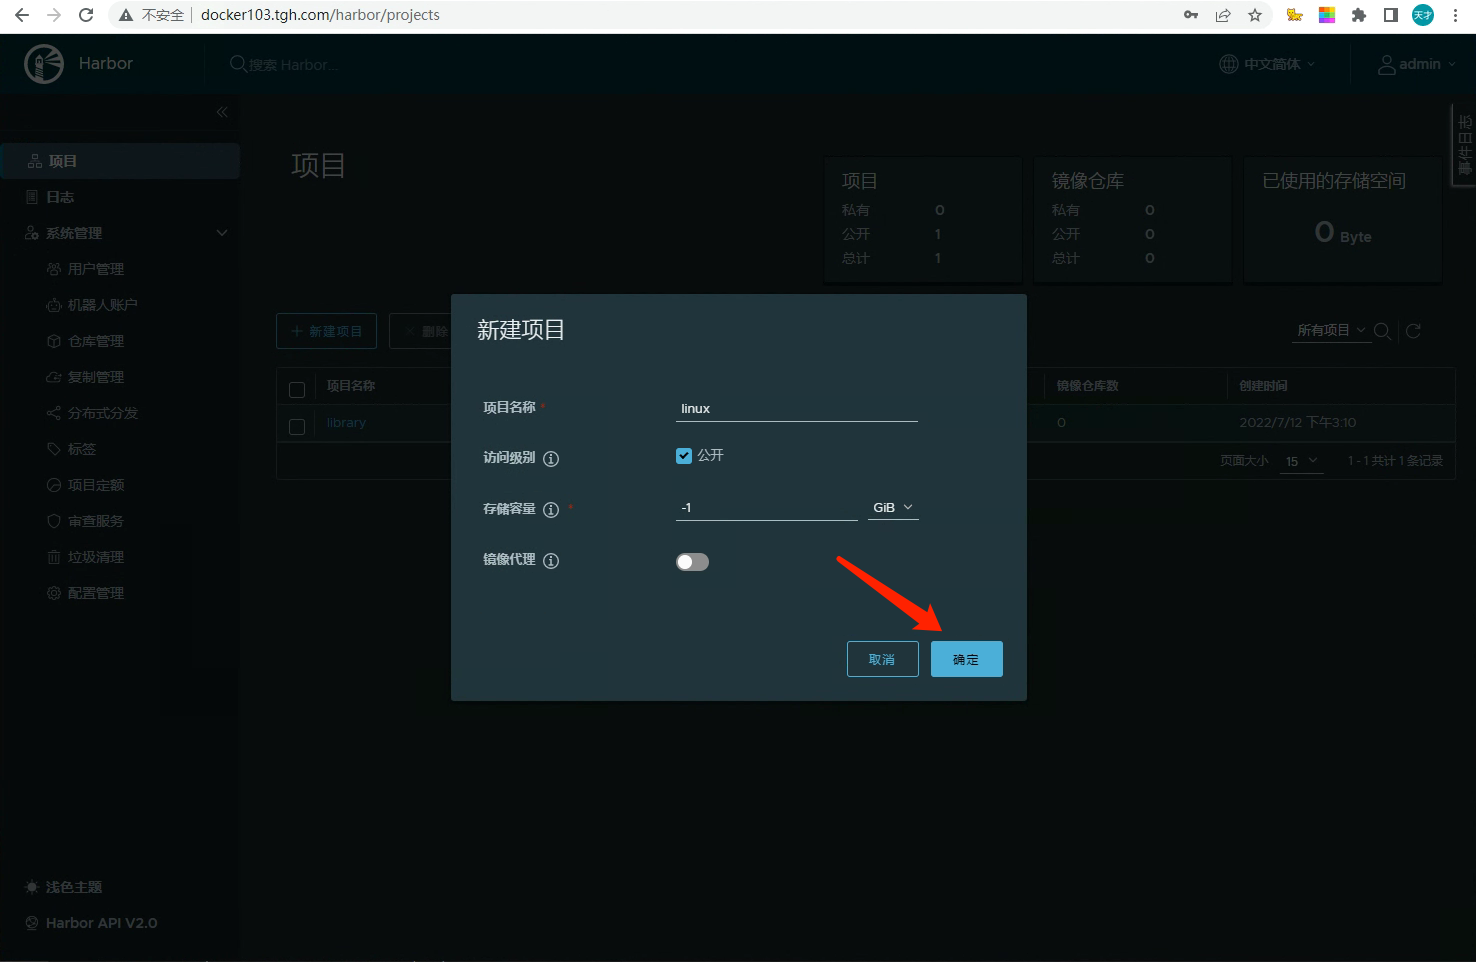 不安全 docker103.tgh.com/harbor/projects 天才
Harbor 搜索 Harbor... 中文简体 admin
事件日志
项目
日志
系统管理
用户管理
机器人账户
仓库管理
复制管理
分布式分发
标签
项目定额
审查服务
垃圾清理
配置管理
浅色主题
Harbor API V2.0
项目
项目
私有 0
公开 1
总计 1
镜像仓库
私有 0
公开 0
总计 0
已使用的存储空间
0 Byte
+ 新建项目 × 删除 所有项目
项目名称 镜像仓库数 创建时间
library 0 2022/7/12 下午3:10
页面大小 15 1 - 1 共计 1 条记录
新建项目
项目名称 * linux
访问级别 公开
存储容量 * -1 GiB
镜像代理
取消 确定